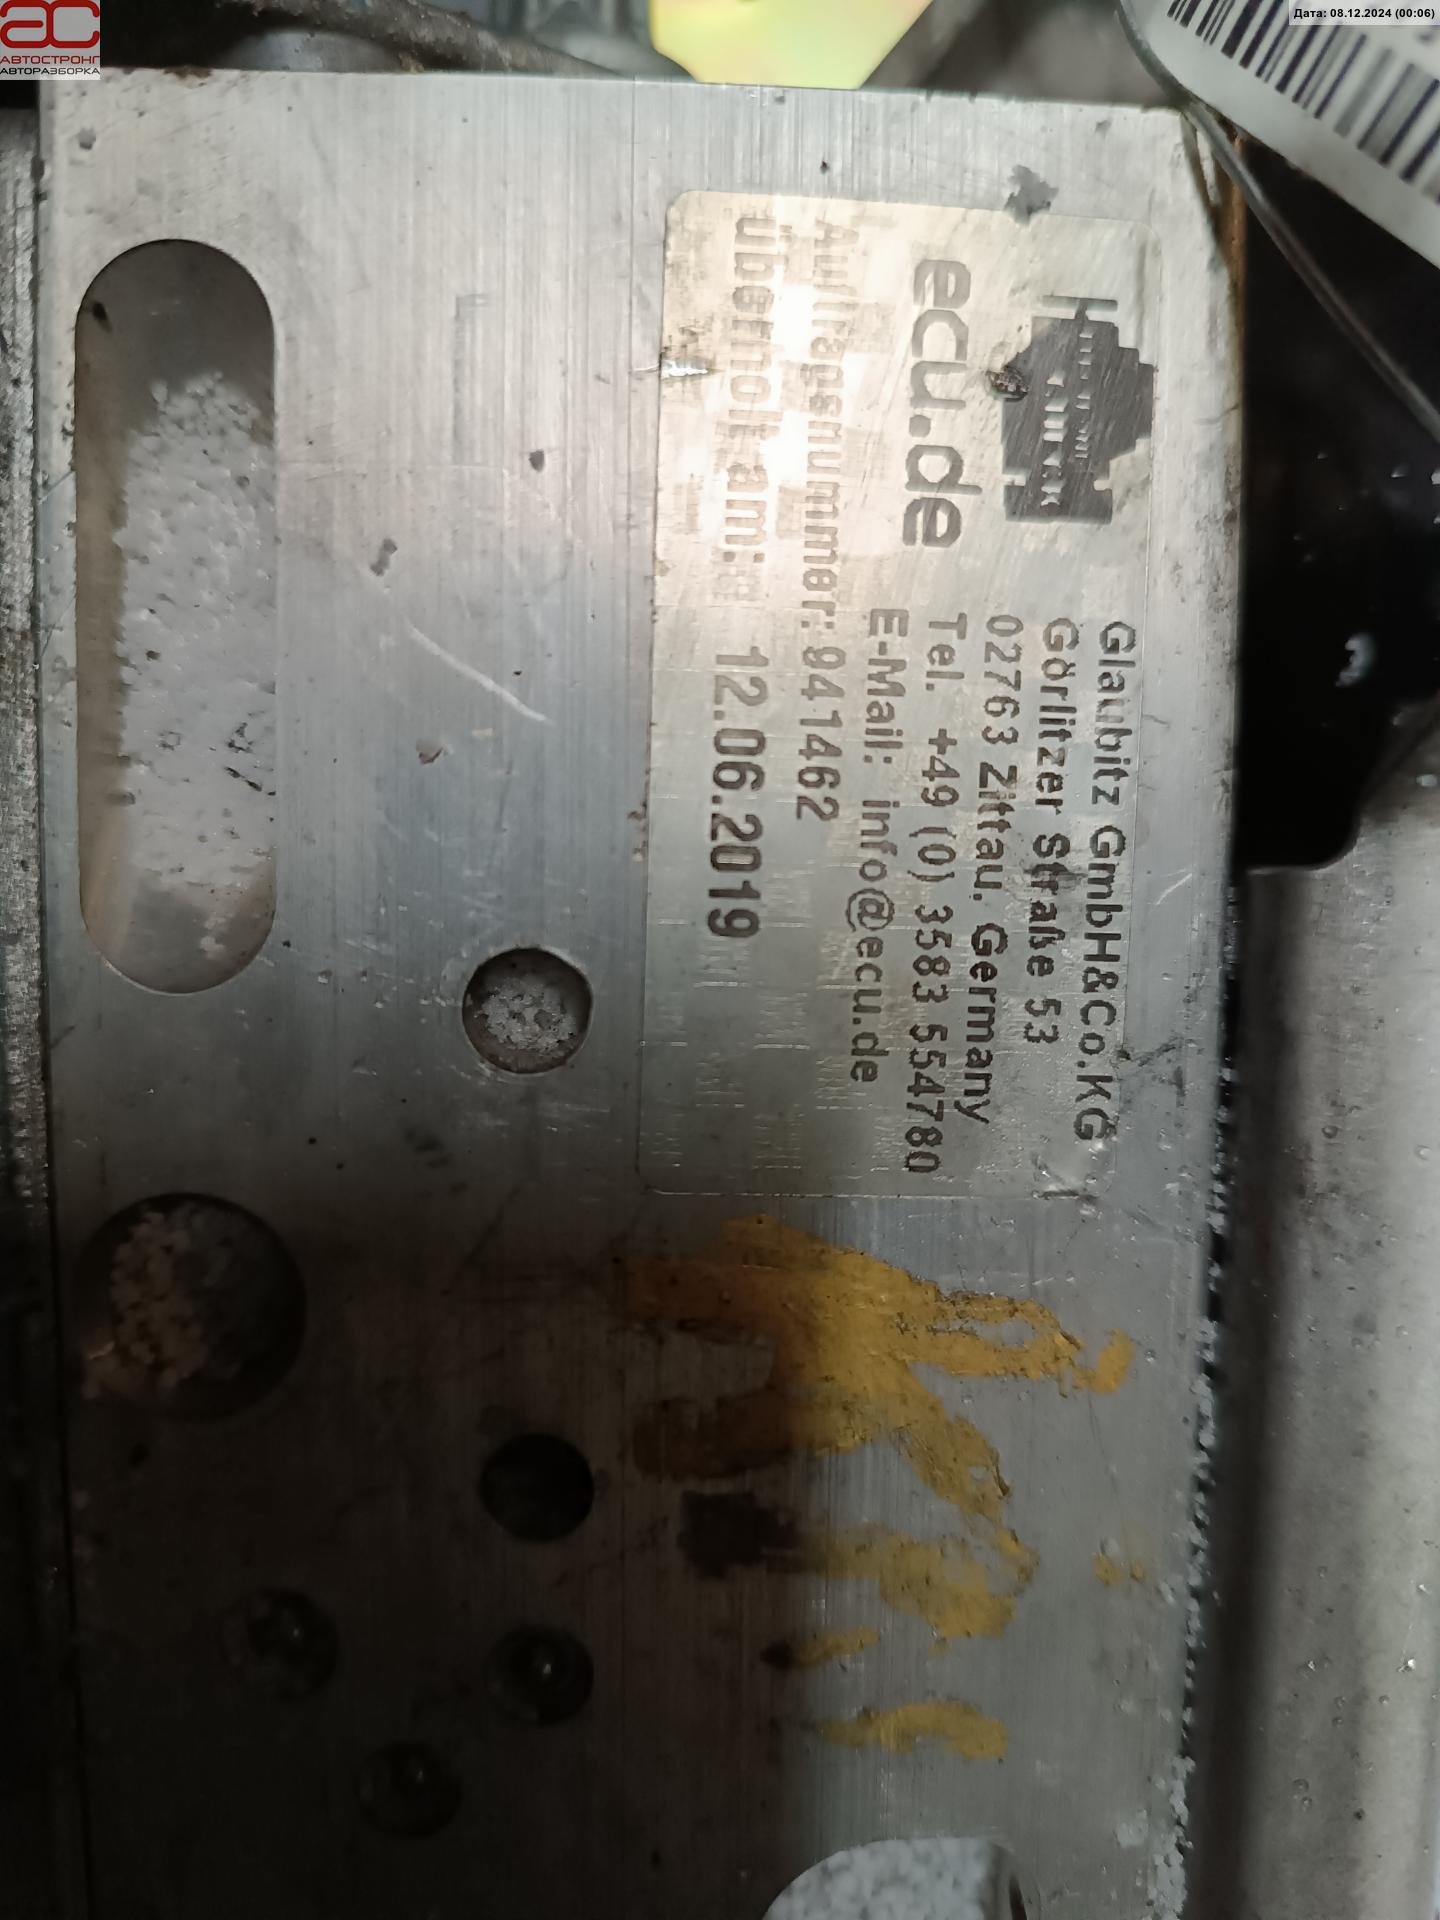 АС
АВТОСТРОНГ
АВТОРАЗБОРКА
Дата: 08.12.2024 (00:06)
ecu.de
Glaubitz GmbH&Co.KG
Görlitzer Straße 53
02763 Zittau, Germany
Tel. +49 (0) 3583 554780
E-Mail: info@ecu.de
Auftragsnummer: 941462
überholt am: 12.06.2019